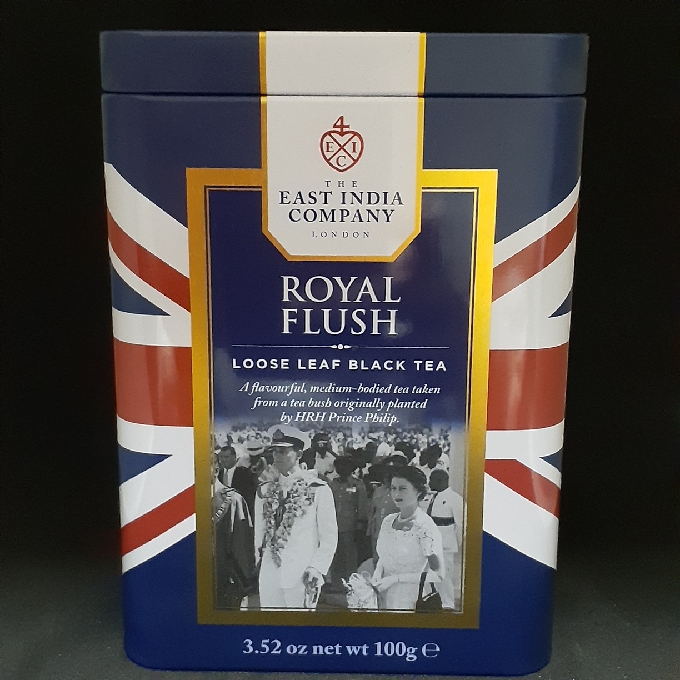 4
E I
C
THE
EAST INDIA
COMPANY
LONDON
ROYAL
FLUSH
LOOSE LEAF BLACK TEA
A flavourful, medium-bodied tea taken
from a tea bush originally planted
by HRH Prince Philip.
3.52 oz net wt 100g ℮